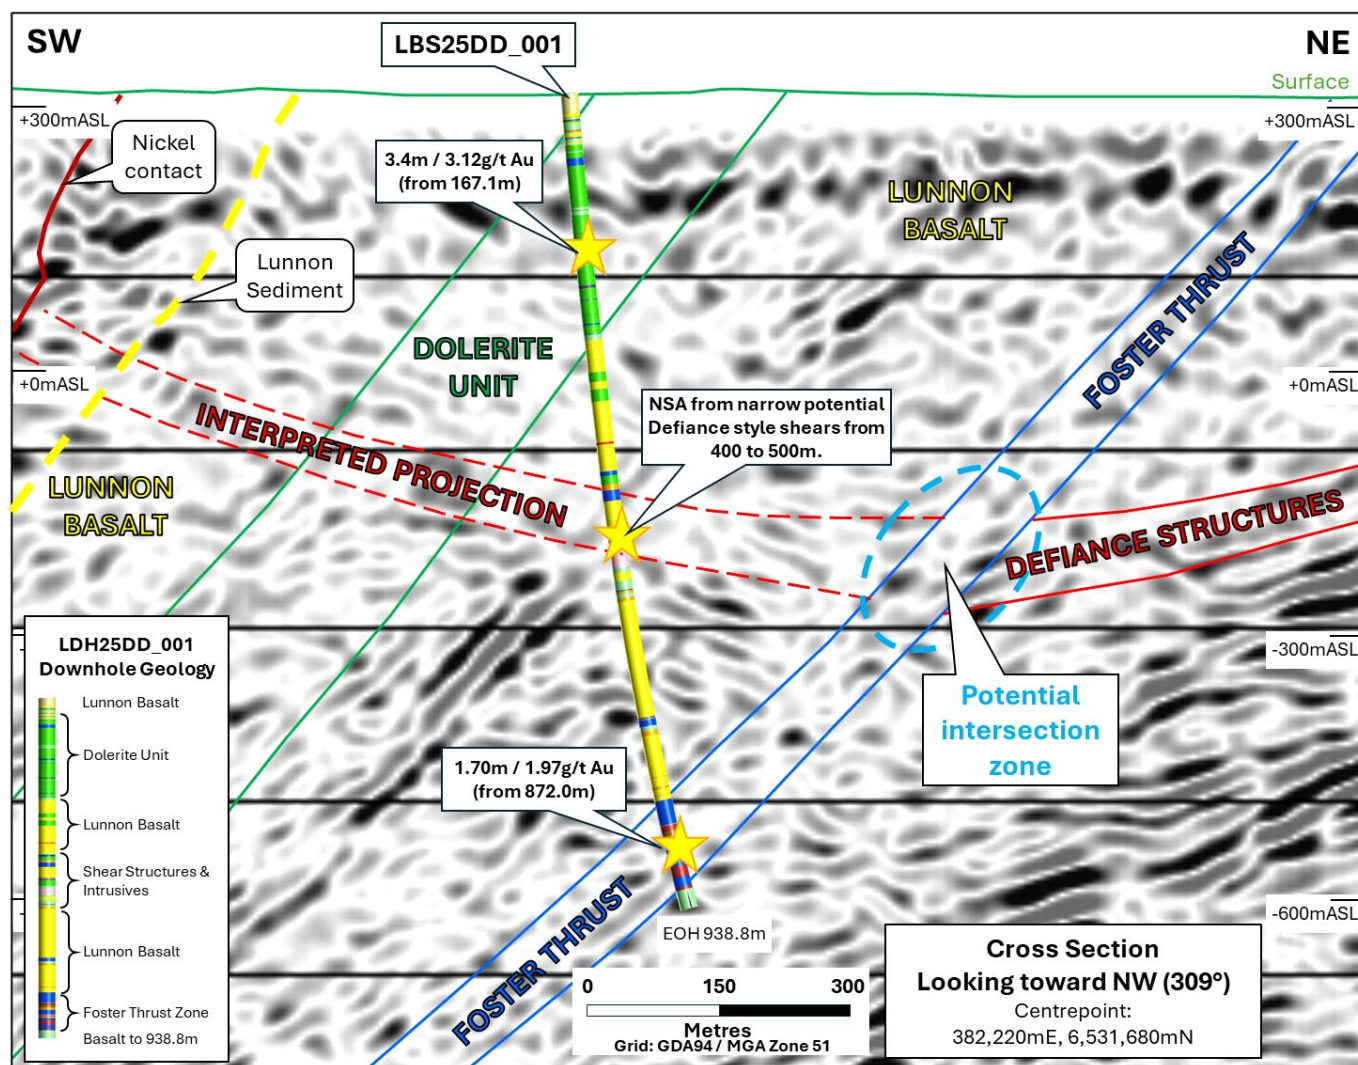 SW
LBS25DD_001
NE
Surface
+300mASL
+300mASL
Nickel
contact
3.4m / 3.12g/t Au
(from 167.1m)
LUNNON
BASALT
Lunnon
Sediment
FOSTER THRUST
DOLERITE
UNIT
+0mASL
+0mASL
NSA from narrow potential
Defiance style shears from
400 to 500m.
INTERPRETED PROJECTION
LUNNON
BASALT
DEFIANCE STRUCTURES
-300mASL
LDH25DD_001
Downhole Geology
Lunnon Basalt
Dolerite Unit
Lunnon Basalt
Shear Structures &
Intrusives
Lunnon Basalt
Foster Thrust Zone
Basalt to 938.8m
Potential
intersection
zone
1.70m / 1.97g/t Au
(from 872.0m)
-600mASL
FOSTER THRUST
EOH 938.8m
0 150 300
Metres
Grid: GDA94 / MGA Zone 51
Cross Section
Looking toward NW (309°)
Centrepoint:
382,220mE, 6,531,680mN